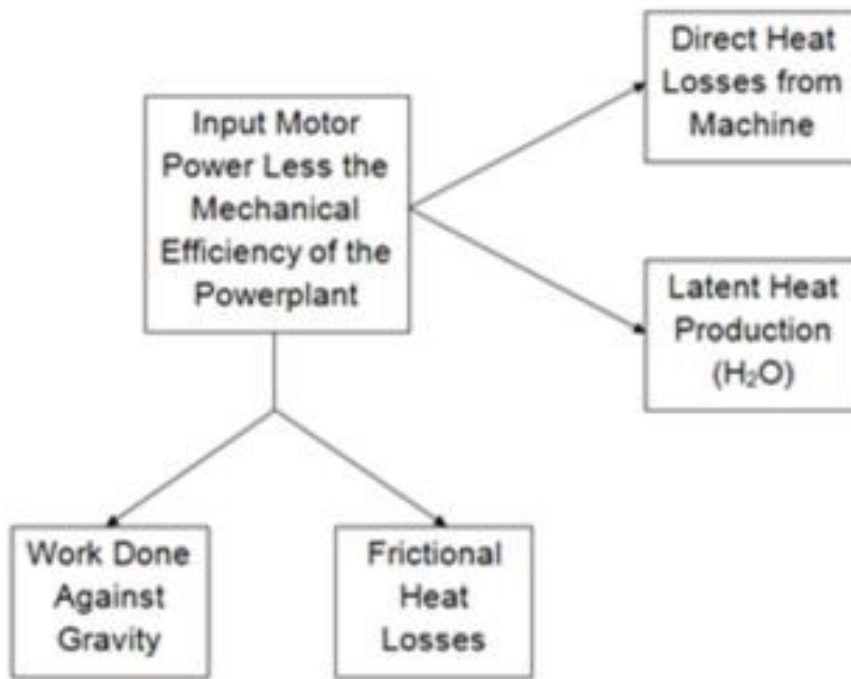 Direct Heat
Losses from
Machine
Input Motor
Power Less the
Mechanical
Efficiency of the
Powerplant
Latent Heat
Production
(H₂O)
Work Done
Against
Gravity
Frictional
Heat
Losses